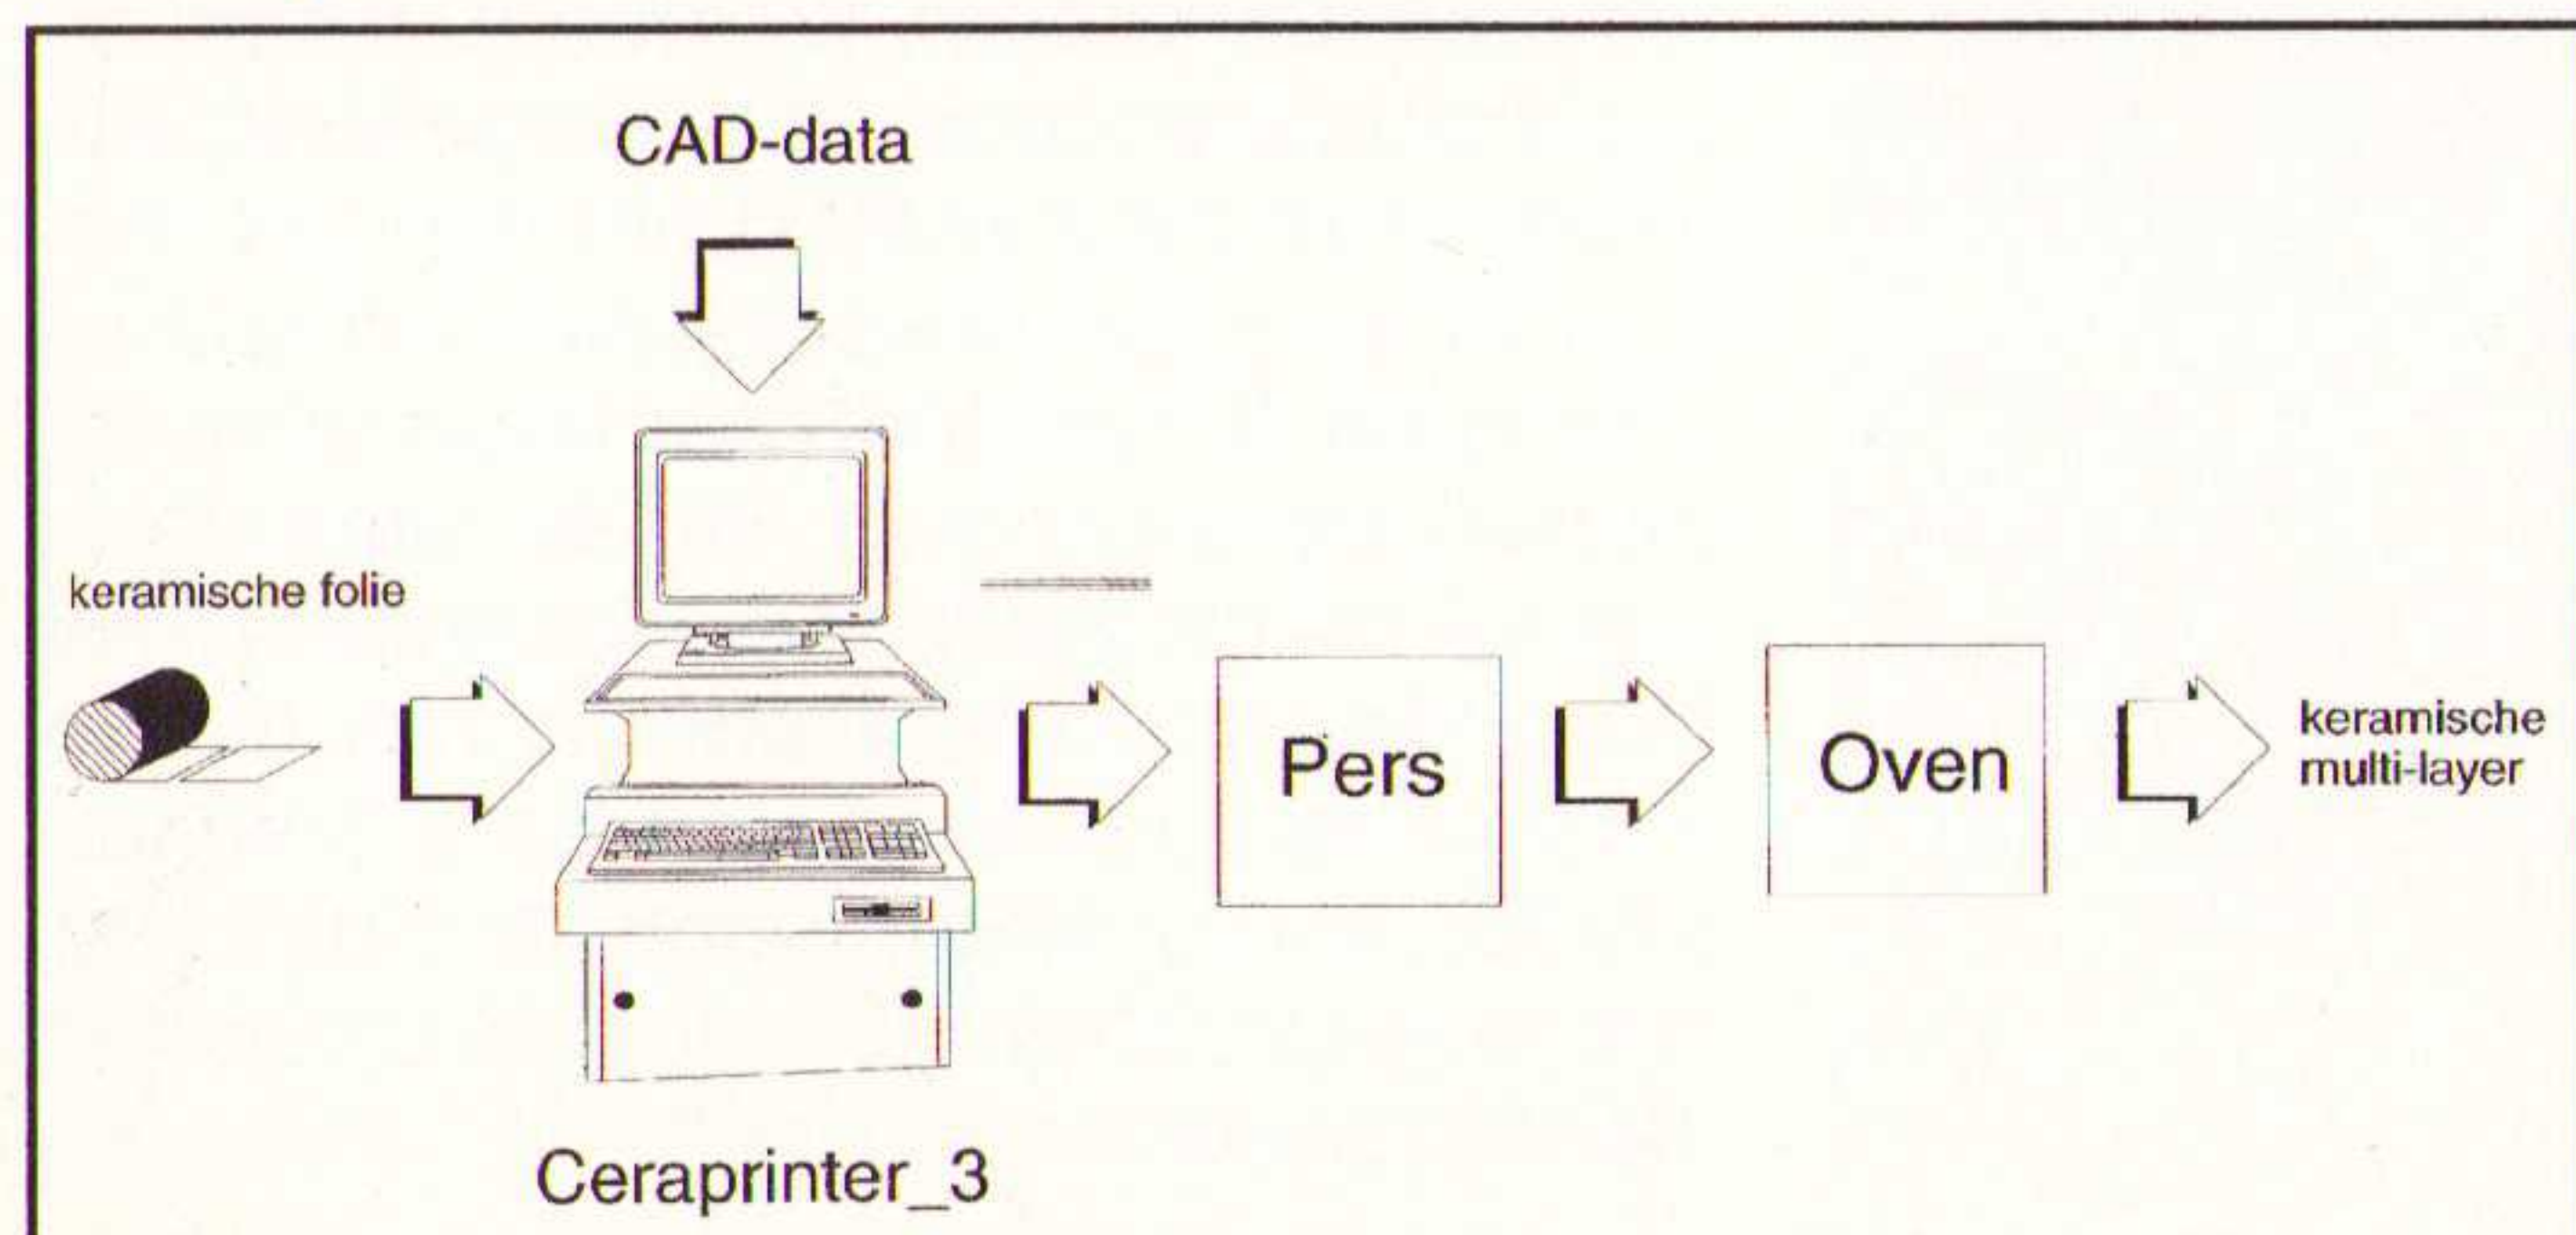 CAD-data
keramische folie
Pers
Oven
keramische
multi-layer
Ceraprinter_3